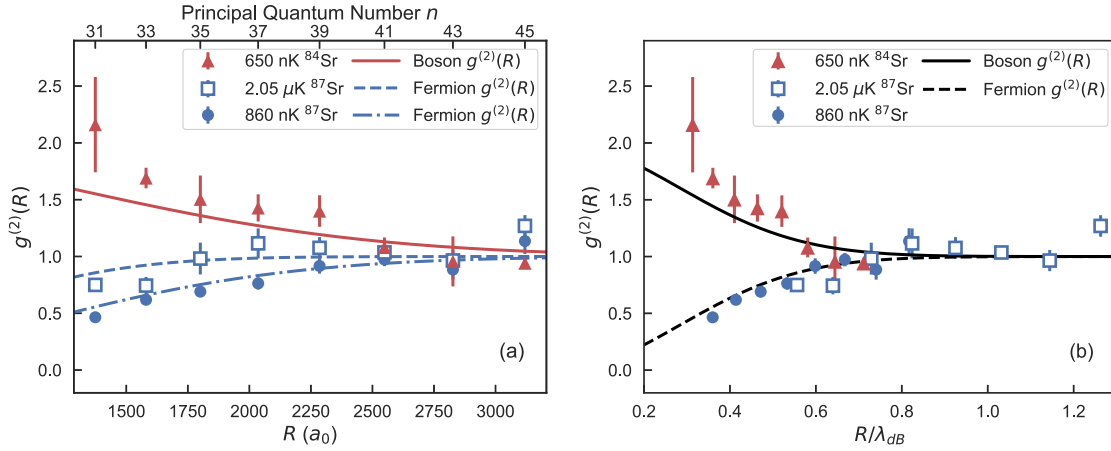 Principal Quantum Number n
31 33 35 37 39 41 43 45
650 nK ⁸⁴Sr
2.05 μK ⁸⁷Sr
860 nK ⁸⁷Sr
Boson g⁽²⁾(R)
Fermion g⁽²⁾(R)
Fermion g⁽²⁾(R)
g⁽²⁾(R)
2.5
2.0
1.5
1.0
0.5
0.0
(a)
1500 1750 2000 2250 2500 2750 3000
R (a₀)
650 nK ⁸⁴Sr
2.05 μK ⁸⁷Sr
860 nK ⁸⁷Sr
Boson g⁽²⁾(R)
Fermion g⁽²⁾(R)
g⁽²⁾(R)
2.5
2.0
1.5
1.0
0.5
0.0
(b)
0.2 0.4 0.6 0.8 1.0 1.2
R/λ_dB